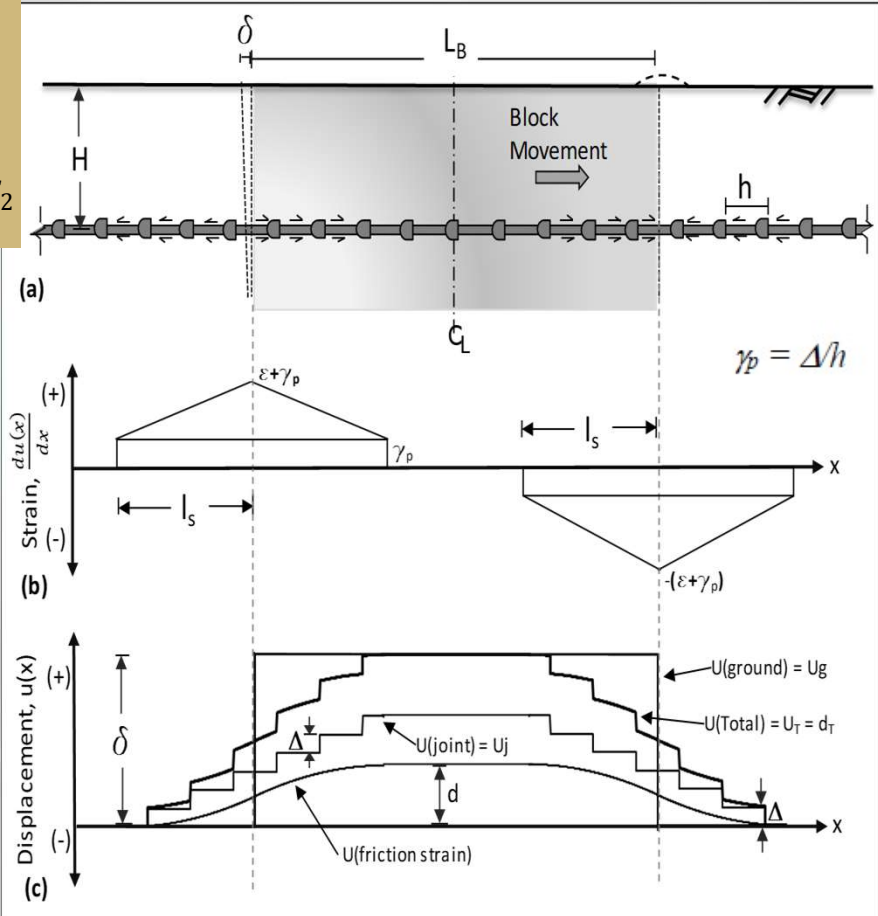 δ
L_B
Block
Movement
H
h
2
(a)
C_L
γ_p = Δ/h
(+)
ε+γ_p
Strain, du(x)/dx
l_s
γ_p
x
l_s
(-)
-(ε+γ_p)
(b)
Displacement, u(x)
(+)
U(ground) = Ug
U(Total) = U_T = d_T
δ
Δ
U(joint) = Uj
d
Δ
x
(-)
U(friction strain)
(c)